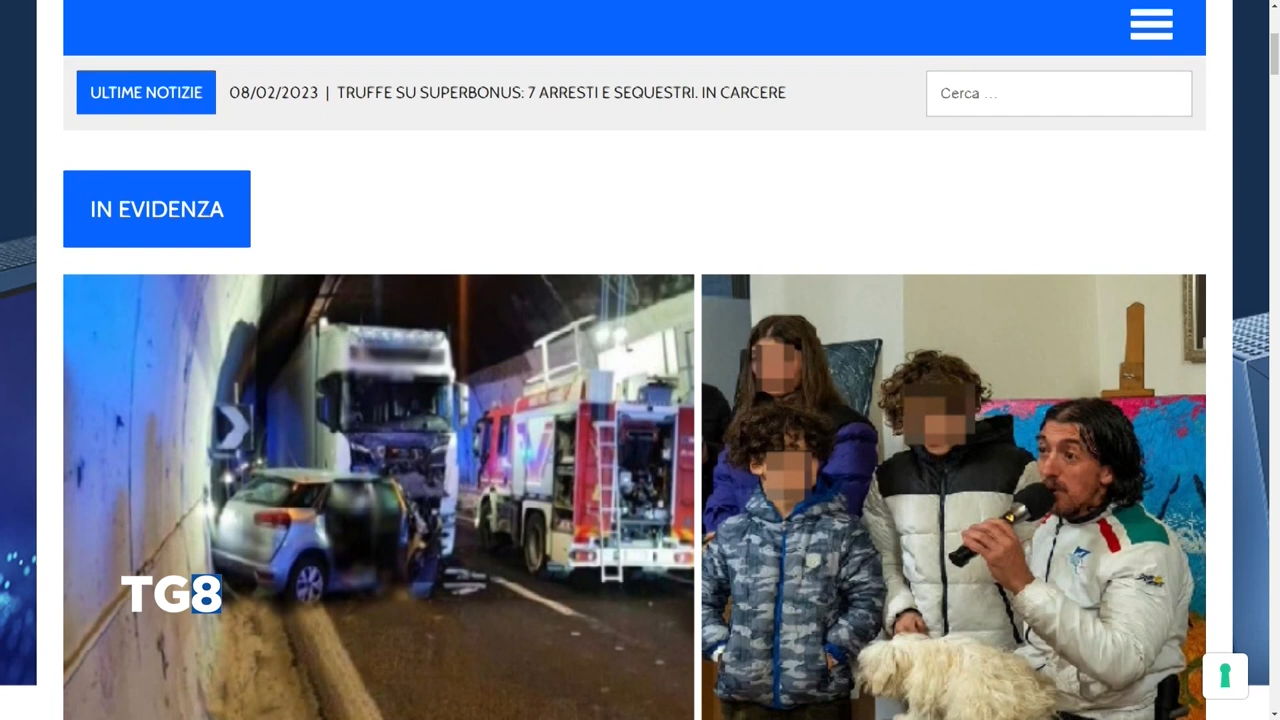 ULTIME NOTIZIE
08/02/2023 | TRUFFE SU SUPERBONUS: 7 ARRESTI E SEQUESTRI. IN CARCERE
Cerca …
IN EVIDENZA
TG8